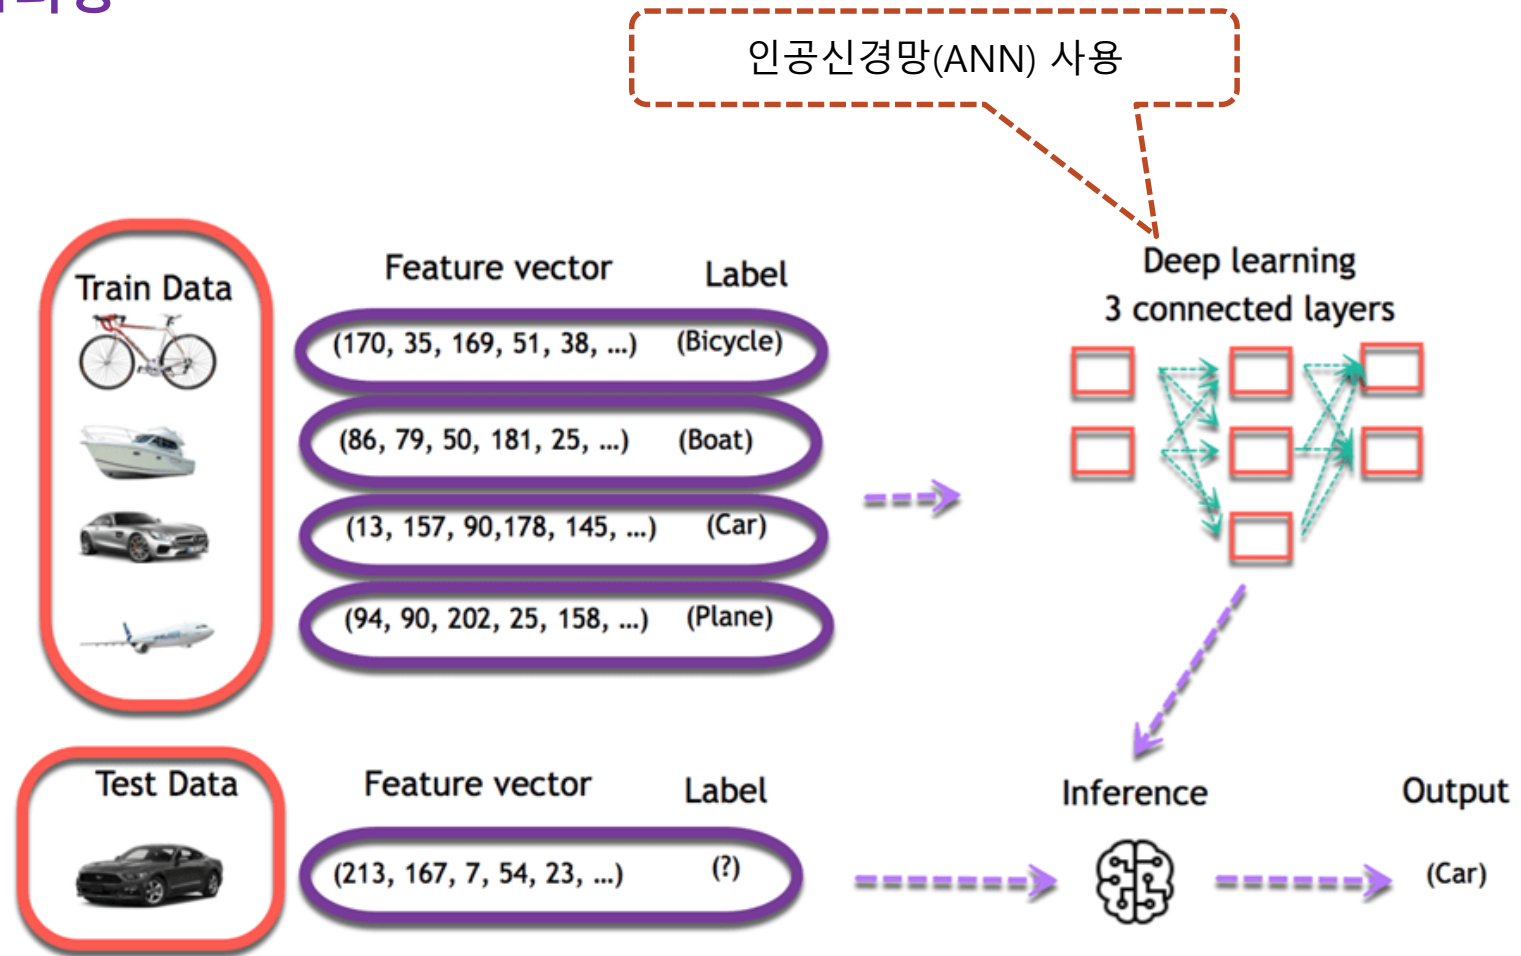 인공신경망(ANN) 사용
Train Data
Feature vector
Label
(170, 35, 169, 51, 38, ...)
(Bicycle)
(86, 79, 50, 181, 25, ...)
(Boat)
(13, 157, 90,178, 145, ...)
(Car)
(94, 90, 202, 25, 158, ...)
(Plane)
Deep learning
3 connected layers
Test Data
Feature vector
Label
(213, 167, 7, 54, 23, ...)
(?)
Inference
Output
(Car)